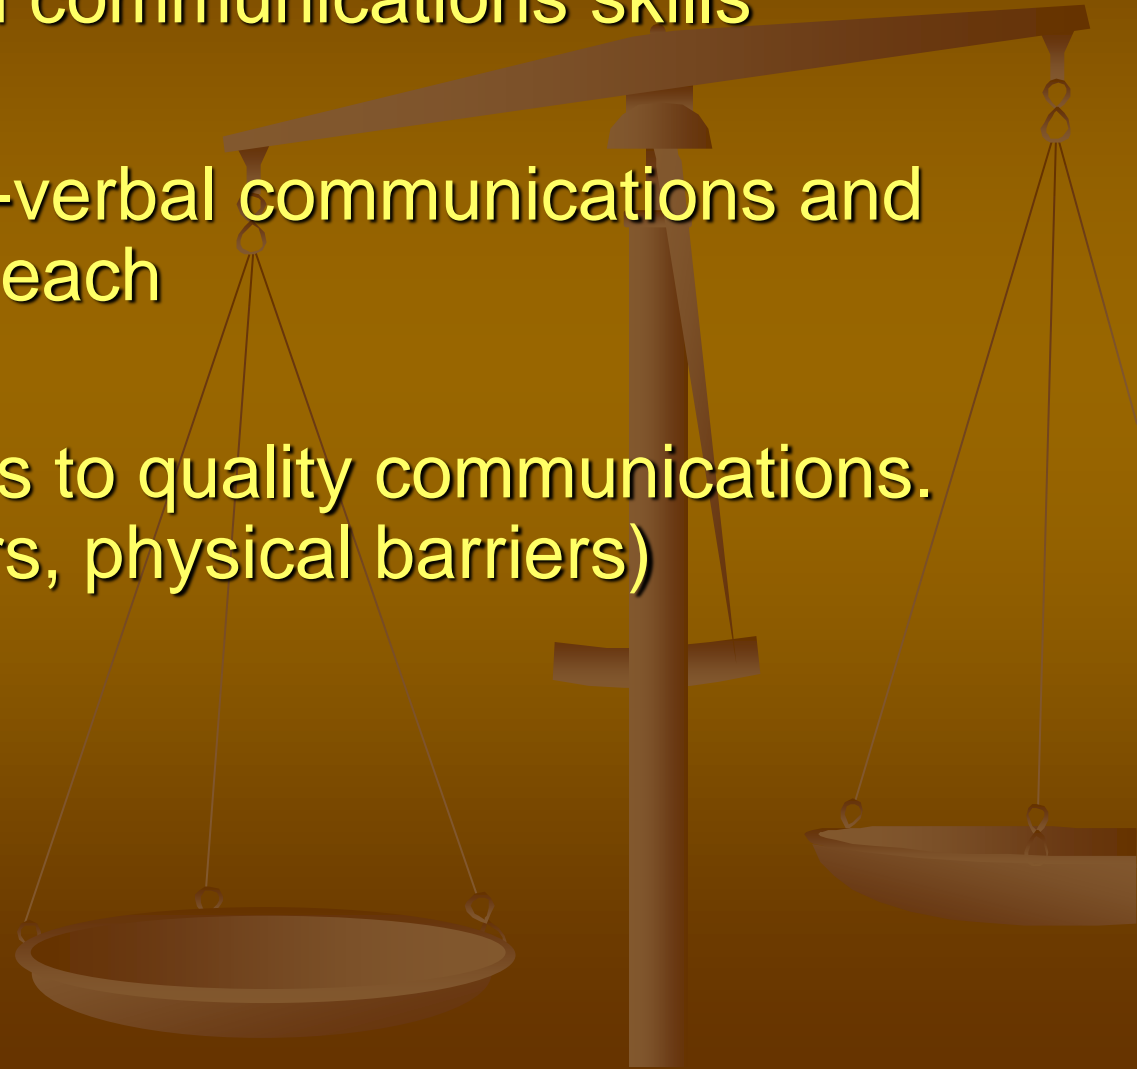 communications skills
-verbal communications and
each
s to quality communications.
rs, physical barriers)